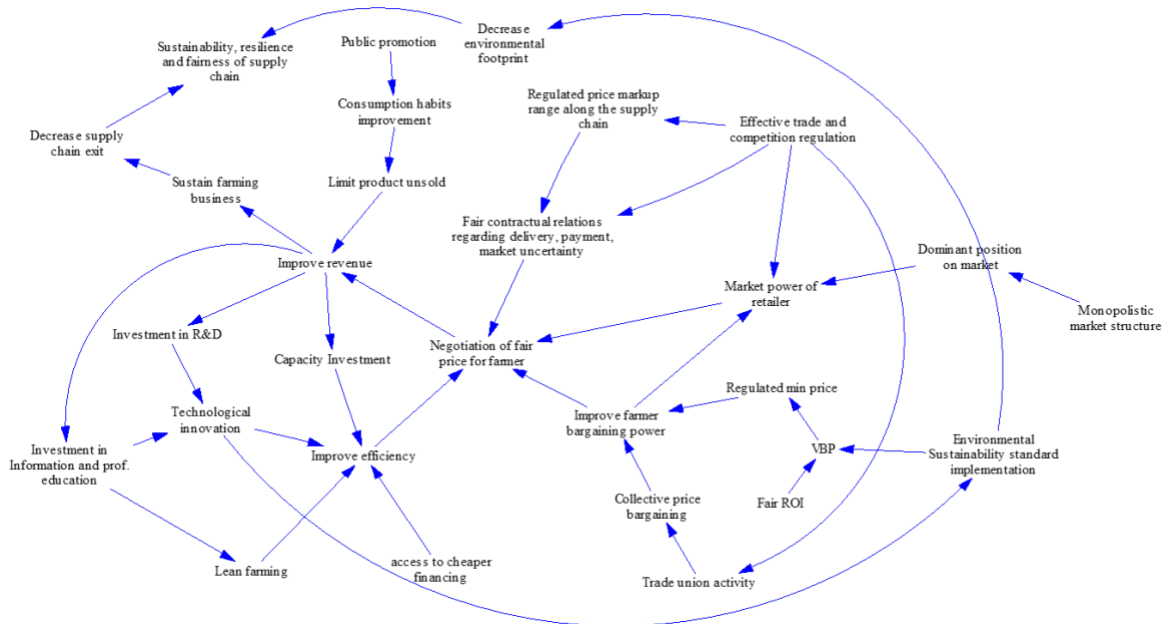 Decrease
environmental
footprint
Sustainability, resilience
and fairness of supply
chain
Public promotion
Regulated price markup
range along the supply
chain
Consumption habits
improvement
Effective trade and
competition regulation
Decrease supply
chain exit
Sustain farming
business
Limit product unsold
Fair contractual relations
regarding delivery, payment,
market uncertainty
Improve revenue
Dominant position
on market
Market power of
retailer
Monopolistic
market structure
Investment in R&D
Capacity Investment
Negotiation of fair
price for farmer
Regulated min price
Technological
innovation
Improve farmer
bargaining power
Investment in
Information and prof.
education
Improve efficiency
VBP
Environmental
Sustainability standard
implementation
Collective price
bargaining
Fair ROI
Lean farming
access to cheaper
financing
Trade union activity